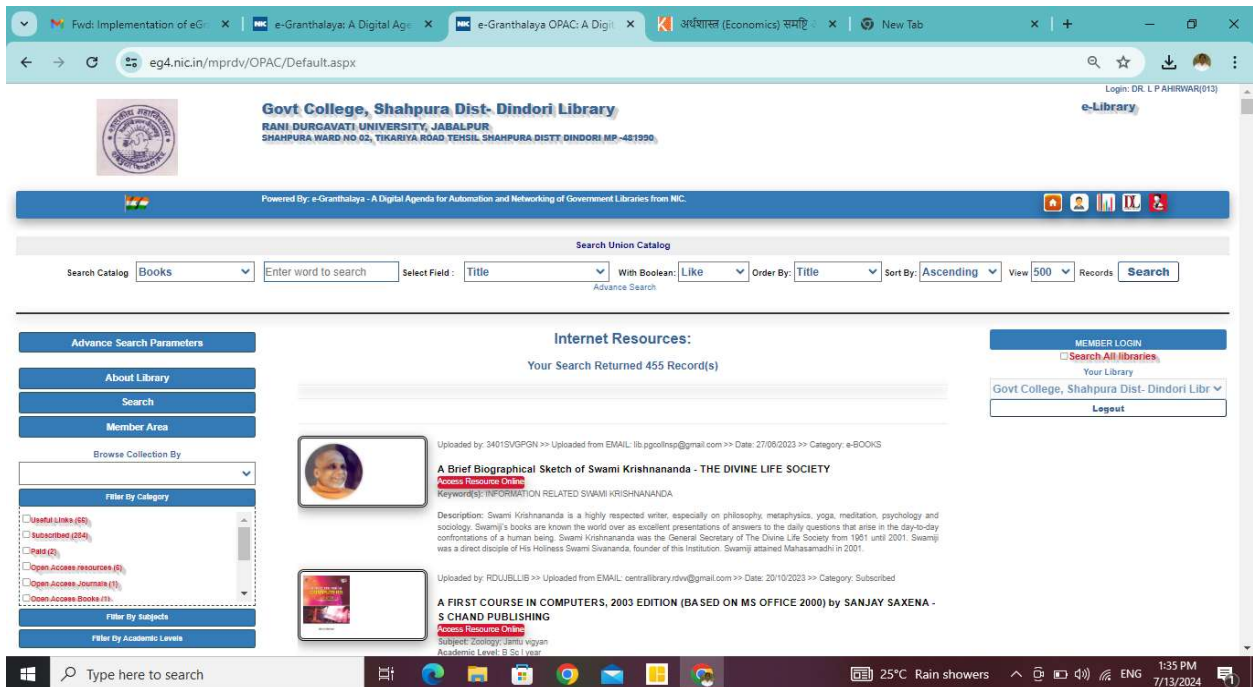 Fwd: Implementation of eGr
e-Granthalaya: A Digital Age
e-Granthalaya OPAC: A Digit
अर्थशास्त्र (Economics) समष्टि
New Tab
eg4.nic.in/mprdv/OPAC/Default.aspx
Login: DR. L P AHIRWAR(013)
Govt College, Shahpura Dist- Dindori Library
e-Library
RANI DURGAVATI UNIVERSITY, JABALPUR
SHAHPURA WARD NO 02, TIKARIYA ROAD TEHSIL SHAHPURA DISTT DINDORI MP -481990
Powered By: e-Granthalaya - A Digital Agenda for Automation and Networking of Government Libraries from NIC.
Search Union Catalog
Search Catalog Books Enter word to search Select Field : Title With Boolean: Like Order By: Title Sort By: Ascending View 500 Records Search
Advance Search
Advance Search Parameters
About Library
Search
Member Area
Browse Collection By
Filter By Category
Useful Links (66)
Subscribed (284)
Paid (2)
Open Access resources (6)
Open Access Journals (1)
Open Access Books (1)
Filter By Subjects
Filter By Academic Levels
Internet Resources:
Your Search Returned 455 Record(s)
Uploaded by: 3401SVGPGN >> Uploaded from EMAIL: lib.pgcollnsp@gmail.com >> Date: 27/06/2023 >> Category: e-BOOKS
A Brief Biographical Sketch of Swami Krishnananda - THE DIVINE LIFE SOCIETY
Access Resource Online
Keyword(s): INFORMATION RELATED SWAMI KRISHNANANDA
Description: Swami Krishnananda is a highly respected writer, especially on philosophy, metaphysics, yoga, meditation, psychology and
sociology. Swamiji's books are known the world over as excellent presentations of answers to the daily questions that arise in the day-to-day
confrontations of a human being. Swami Krishnananda was the General Secretary of The Divine Life Society from 1961 until 2001. Swamiji
was a direct disciple of His Holiness Swami Sivananda, founder of this Institution. Swamiji attained Mahasamadhi in 2001.
Uploaded by: RDUJBLLIB >> Uploaded from EMAIL: centrallibrary.rdvv@gmail.com >> Date: 20/10/2023 >> Category: Subscribed
A FIRST COURSE IN COMPUTERS, 2003 EDITION (BASED ON MS OFFICE 2000) by SANJAY SAXENA -
S CHAND PUBLISHING
Access Resource Online
Subject: Zoology; Jantu vigyan
Academic Level: B Sc I year
MEMBER LOGIN
Search All libraries
Your Library
Govt College, Shahpura Dist- Dindori Libr
Logout
Type here to search
25°C Rain showers
ENG
1:35 PM
7/13/2024